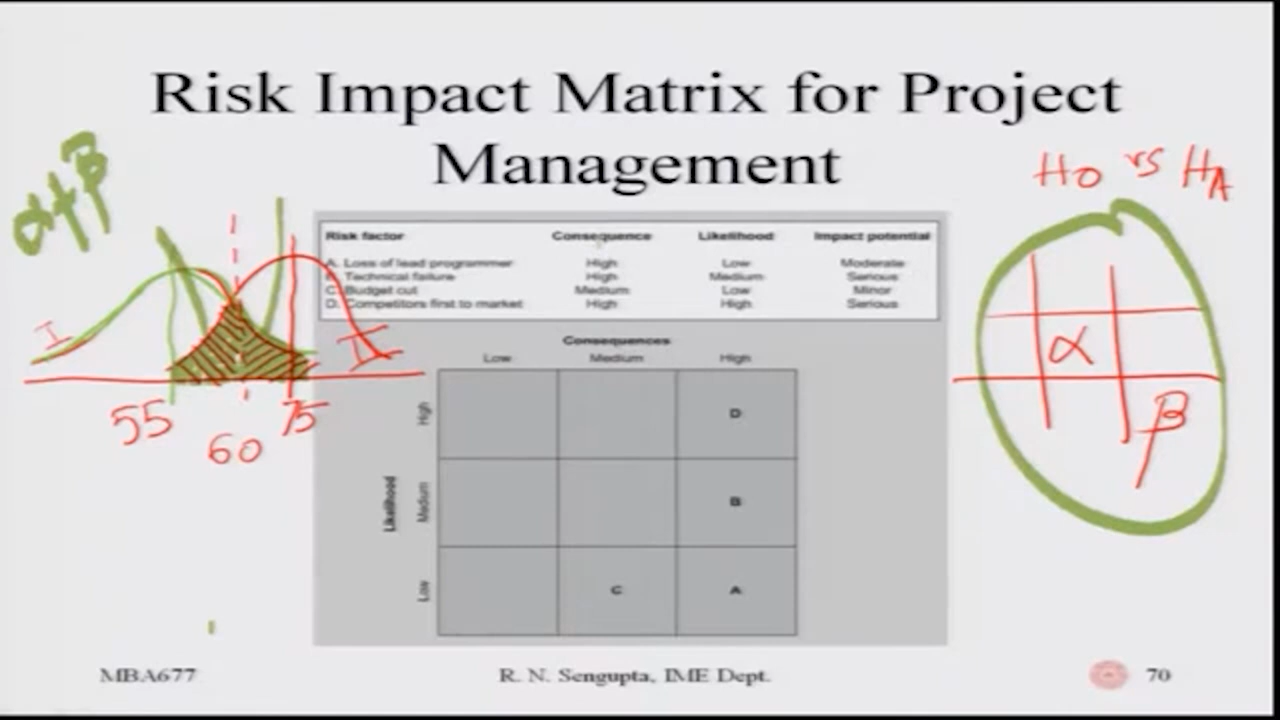 Risk Impact Matrix for Project
Management
H0 vs HA
α+β
Risk factor Consequence Likelihood Impact potential
A. Loss of lead programmer High Low Moderate
B. Technical failure High Medium Serious
C. Budget cut Medium Low Minor
D. Competitors first to market High High Serious
I
II
55
60
75
α
β
Consequences
Low Medium High
Likelihood
High D
Medium B
Low C A
MBA677 R. N. Sengupta, IME Dept. 70